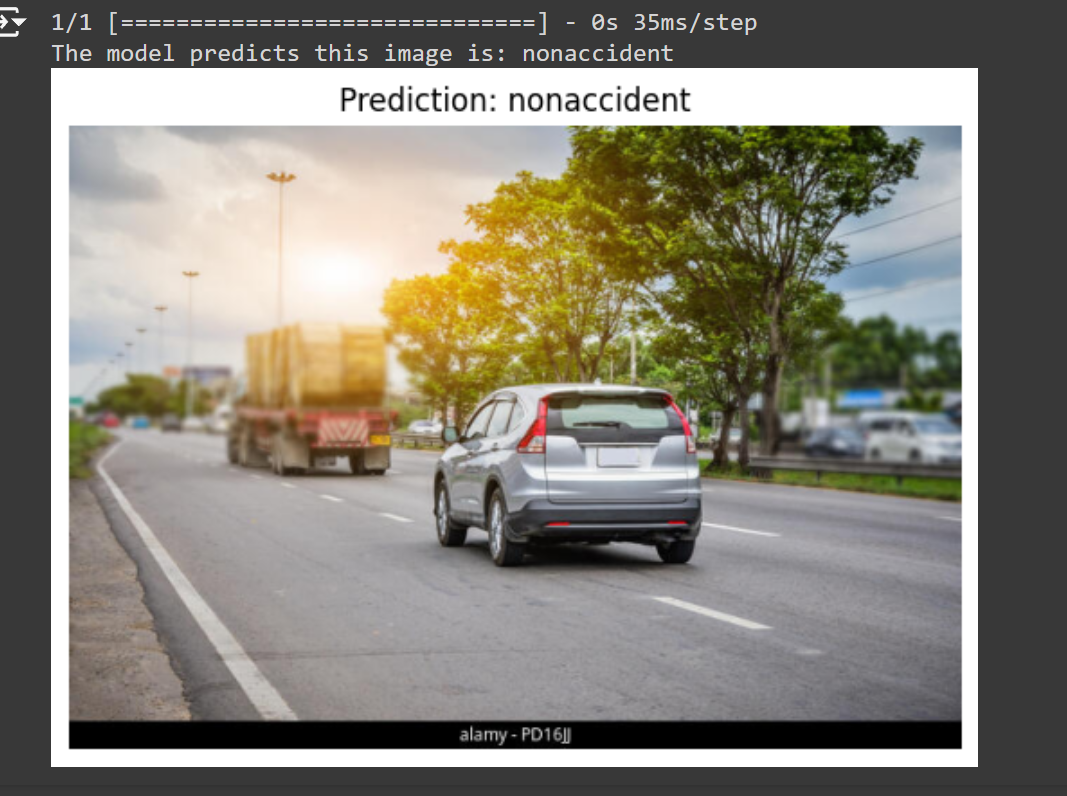 1/1 [==============================] - 0s 35ms/step
The model predicts this image is: nonaccident
Prediction: nonaccident
alamy - PD16JJ